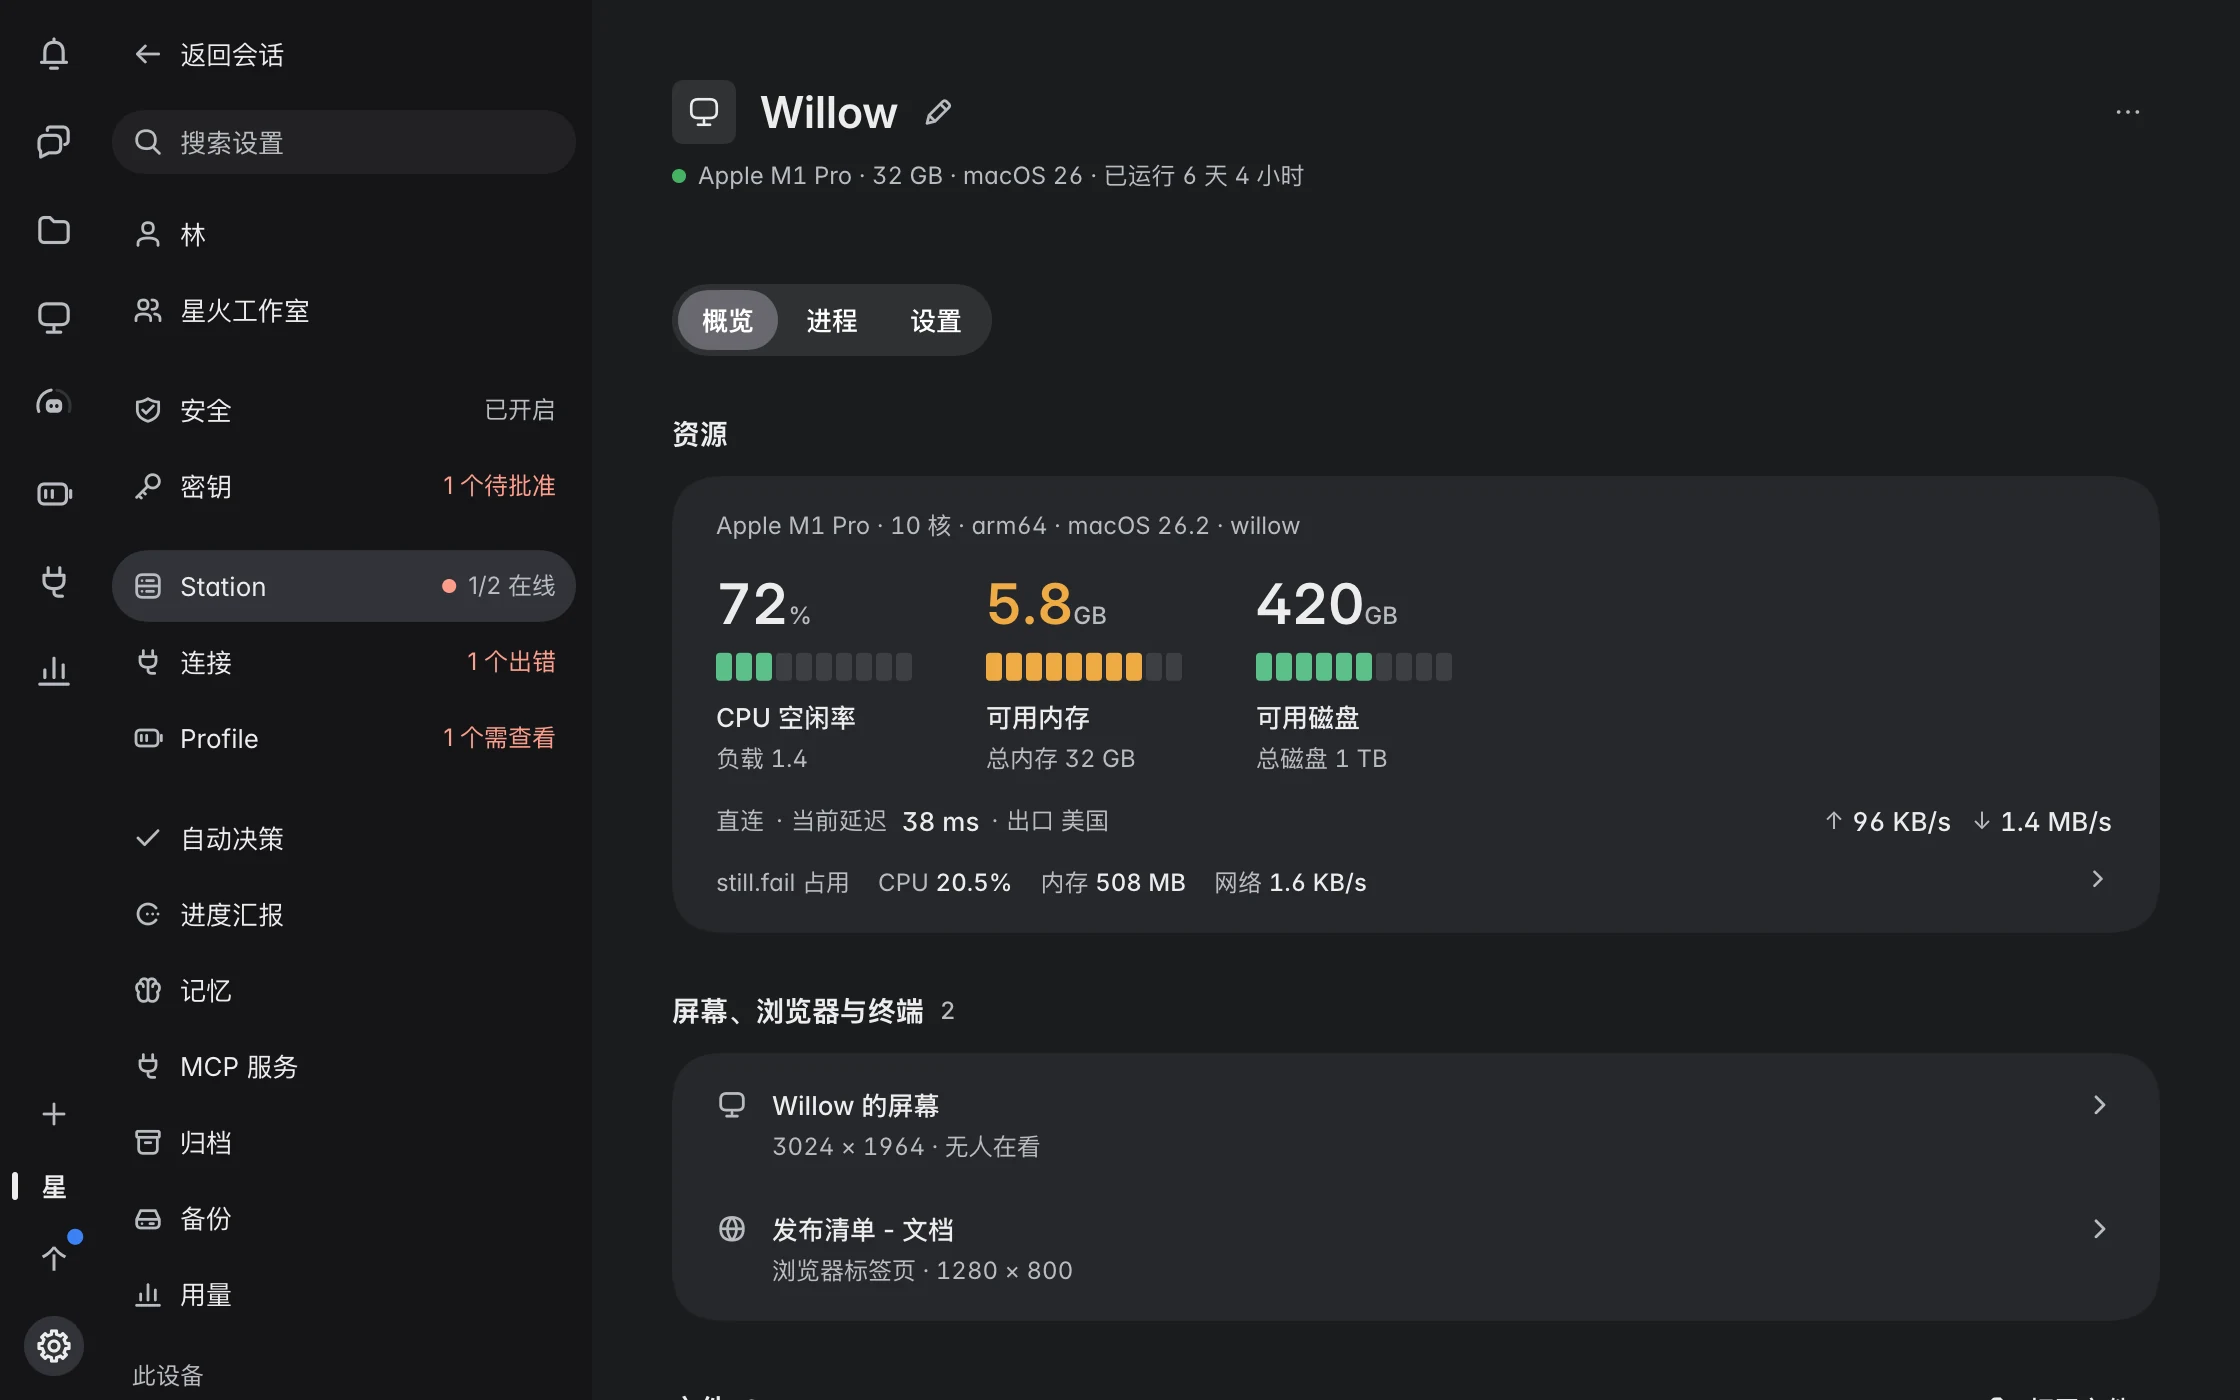 返回会话
搜索设置
林
星火工作室
安全 已开启
密钥 1 个待批准
Station 1/2 在线
连接 1 个出错
Profile 1 个需查看
自动决策
进度汇报
记忆
MCP 服务
归档
备份
用量
此设备
星
个
Willow
Apple M1 Pro · 32 GB · macOS 26 · 已运行 6 天 4 小时
概览 进程 设置
资源
Apple M1 Pro · 10 核 · arm64 · macOS 26.2 · willow
72% 5.8GB 420GB
CPU 空闲率 可用内存 可用磁盘
负载 1.4 总内存 32 GB 总磁盘 1 TB
直连 · 当前延迟 38 ms · 出口 美国 ↑ 96 KB/s ↓ 1.4 MB/s
still.fail 占用 CPU 20.5% 内存 508 MB 网络 1.6 KB/s
屏幕、浏览器与终端 2
Willow 的屏幕
3024 × 1964 · 无人在看
发布清单 - 文档
浏览器标签页 · 1280 × 800